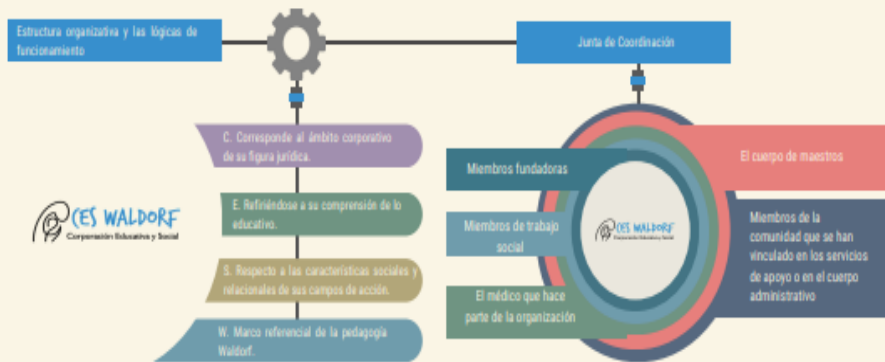 Estructura organizativa y las lógicas de
funcionamiento
Junta de Coordinación
C. Corresponde al ámbito corporativo
de su figura jurídica.
E. Refiriéndose a su comprensión de lo
educativo.
S. Respecto a las características sociales y
relacionales de sus campos de acción.
W. Marco referencial de la pedagogía
Waldorf.
CES WALDORF
Corporación Educativa y Social
Miembros fundadoras
Miembros de trabajo
social
El médico que hace
parte de la organización
CES WALDORF
Corporación Educativa y Social
El cuerpo de maestros
Miembros de la
comunidad que se han
vinculado en los servicios
de apoyo o en el cuerpo
administrativo